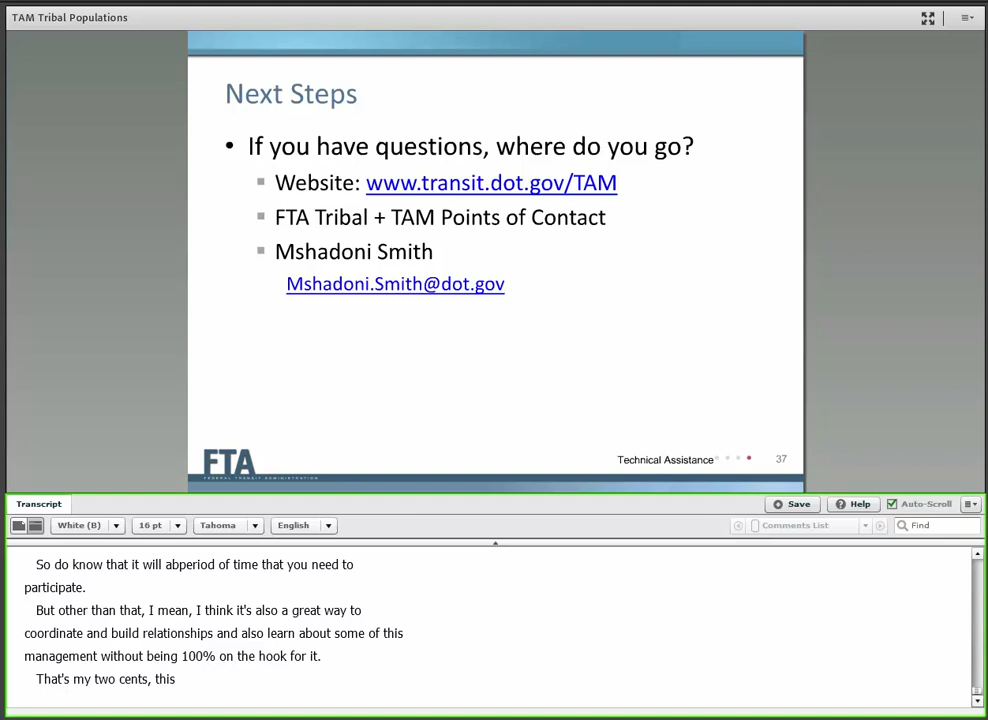 TAM Tribal Populations
Next Steps
• If you have questions, where do you go?
Website: www.transit.dot.gov/TAM
FTA Tribal + TAM Points of Contact
Mshadoni Smith
Mshadoni.Smith@dot.gov
FTA
FEDERAL TRANSIT ADMINISTRATION
Technical Assistance 37
Transcript Save Help Auto-Scroll
White (B) 16 pt Tahoma English Comments List Find
So do know that it will abperiod of time that you need to
participate.
But other than that, I mean, I think it's also a great way to
coordinate and build relationships and also learn about some of this
management without being 100% on the hook for it.
That's my two cents, this